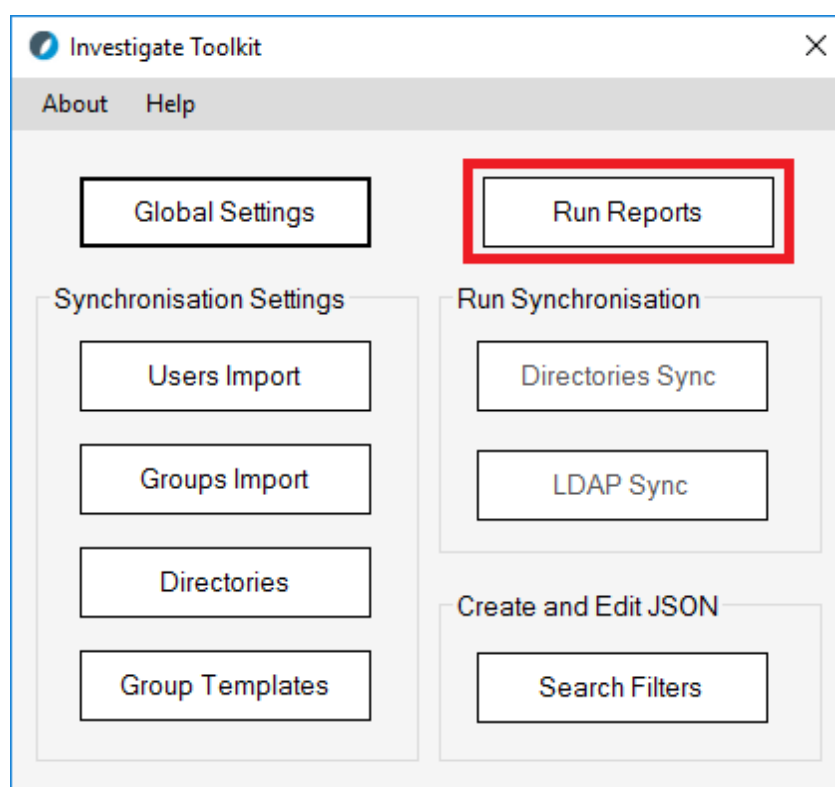 Investigate Toolkit
About Help
Global Settings
Run Reports
Synchronisation Settings
Users Import
Groups Import
Directories
Group Templates
Run Synchronisation
Directories Sync
LDAP Sync
Create and Edit JSON
Search Filters